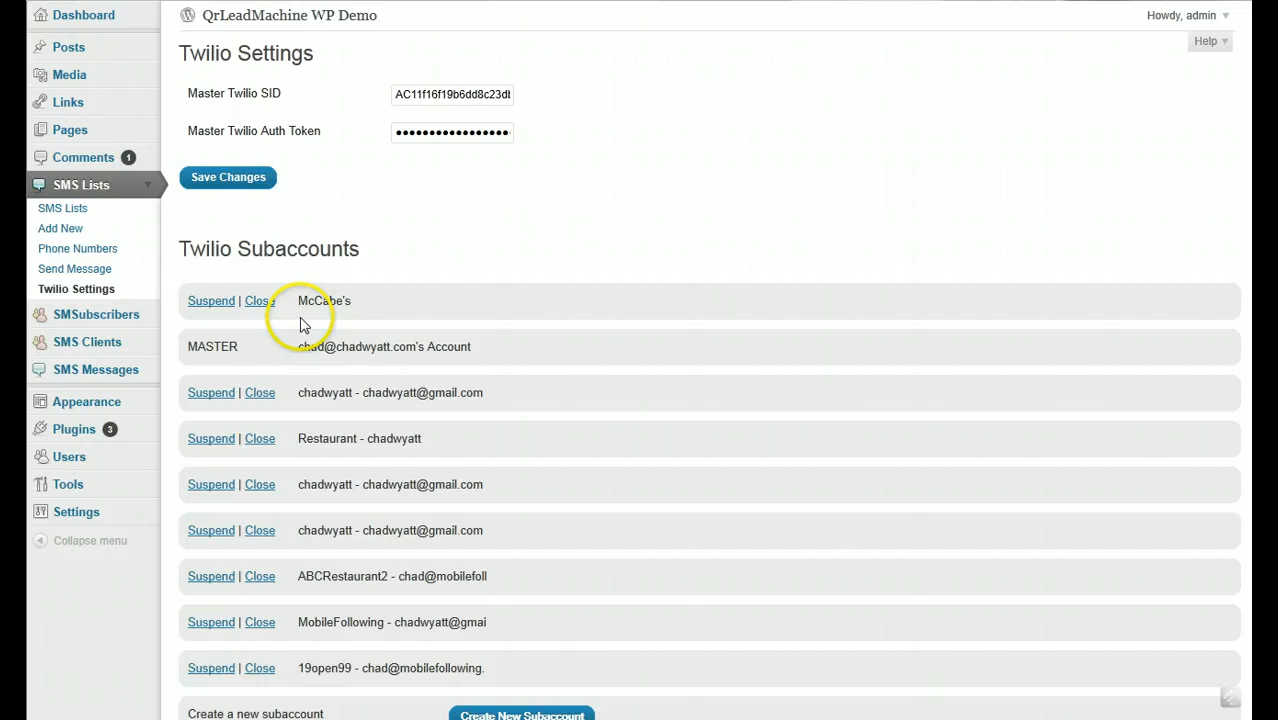 Dashboard
QrLeadMachine WP Demo
Howdy, admin
Help
Posts
Media
Links
Pages
Comments 1
SMS Lists
SMS Lists
Add New
Phone Numbers
Send Message
Twilio Settings
SMSubscribers
SMS Clients
SMS Messages
Appearance
Plugins 3
Users
Tools
Settings
Collapse menu
Twilio Settings
Master Twilio SID AC11f16f19b6dd8c23db
Master Twilio Auth Token ●●●●●●●●●●●●●●●●●
Save Changes
Twilio Subaccounts
Suspend | Close McCabe's
MASTER chad@chadwyatt.com's Account
Suspend | Close chadwyatt - chadwyatt@gmail.com
Suspend | Close Restaurant - chadwyatt
Suspend | Close chadwyatt - chadwyatt@gmail.com
Suspend | Close chadwyatt - chadwyatt@gmail.com
Suspend | Close ABCRestaurant2 - chad@mobilefoll
Suspend | Close MobileFollowing - chadwyatt@gmai
Suspend | Close 19open99 - chad@mobilefollowing.
Create a new subaccount Create New Subaccount